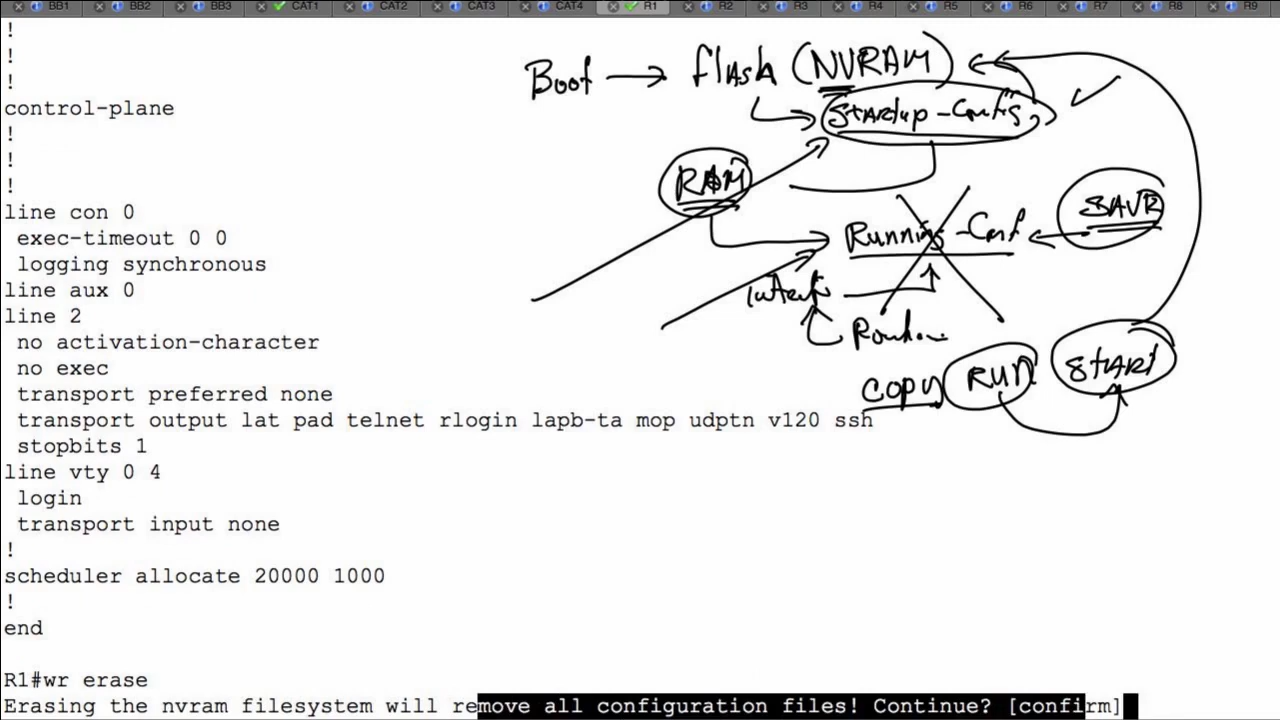 BB1 BB2 BB3 CAT1 CAT2 CAT3 CAT4 R1 R2 R3 R4 R5 R6 R7 R8 R9
!
!
!
control-plane
!
!
!
line con 0
exec-timeout 0 0
logging synchronous
line aux 0
line 2
no activation-character
no exec
transport preferred none
transport output lat pad telnet rlogin lapb-ta mop udptn v120 ssh
stopbits 1
line vty 0 4
login
transport input none
!
scheduler allocate 20000 1000
!
end
R1#wr erase
Erasing the nvram filesystem will remove all configuration files! Continue? [confirm]
Boot → flash (NVRAM)
startup-config
RAM
SAVE
Running-Conf
copy RUN START